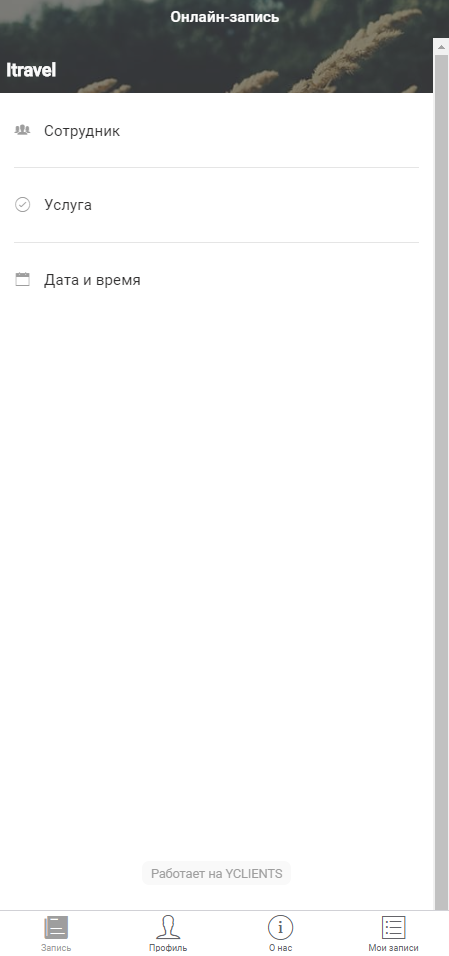 Онлайн-запись
Itravel
Сотрудник
Услуга
Дата и время
Работает на YCLIENTS
Запись
Профиль
О нас
Мои записи